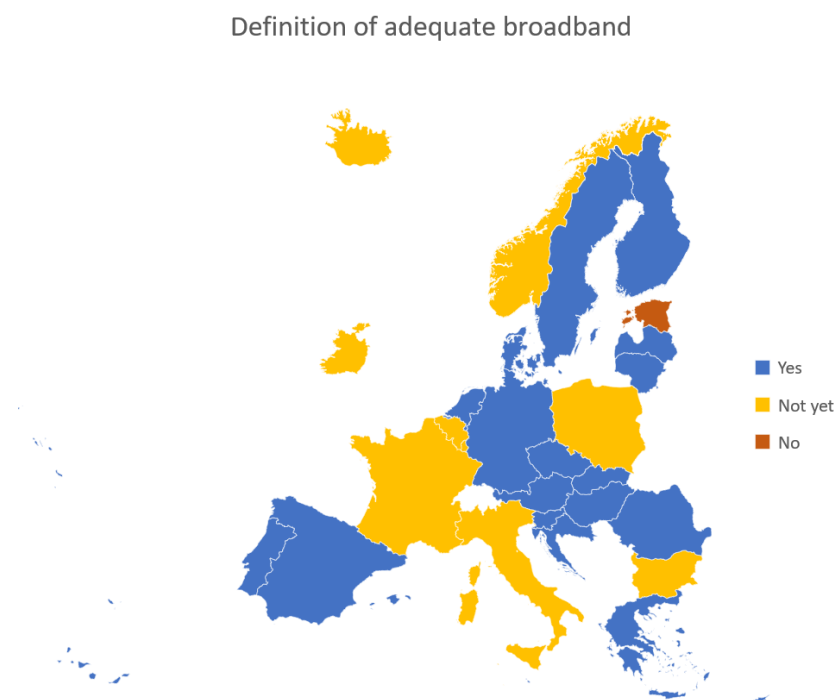 Definition of adequate broadband
Yes
Not yet
No